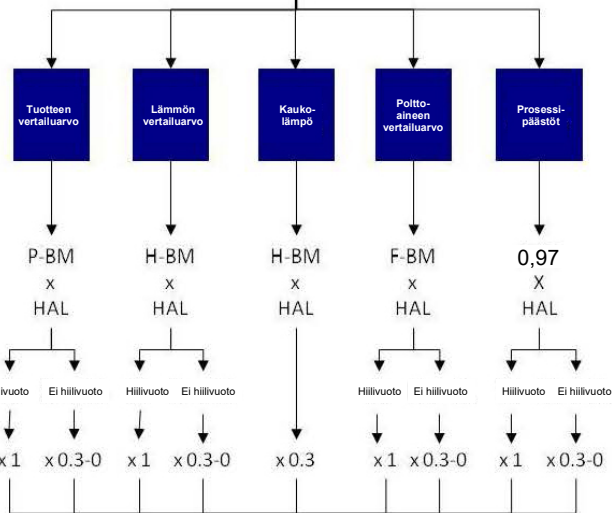 Tuotteen
vertailuarvo
Lämmön
vertailuarvo
Kauko-
lämpö
Poltto-
aineen
vertailuarvo
Prosessi-
päästöt
P-BM
x
HAL
H-BM
x
HAL
H-BM
x
HAL
F-BM
x
HAL
0,97
X
HAL
ivuoto Ei hiilivuoto Hiilivuoto Ei hiilivuoto Hiilivuoto Ei hiilivuoto Hiilivuoto Ei hiilivuoto
x 1 x 0.3-0 x 1 x 0.3-0 x 0.3 x 1 x 0.3-0 x 1 x 0.3-0